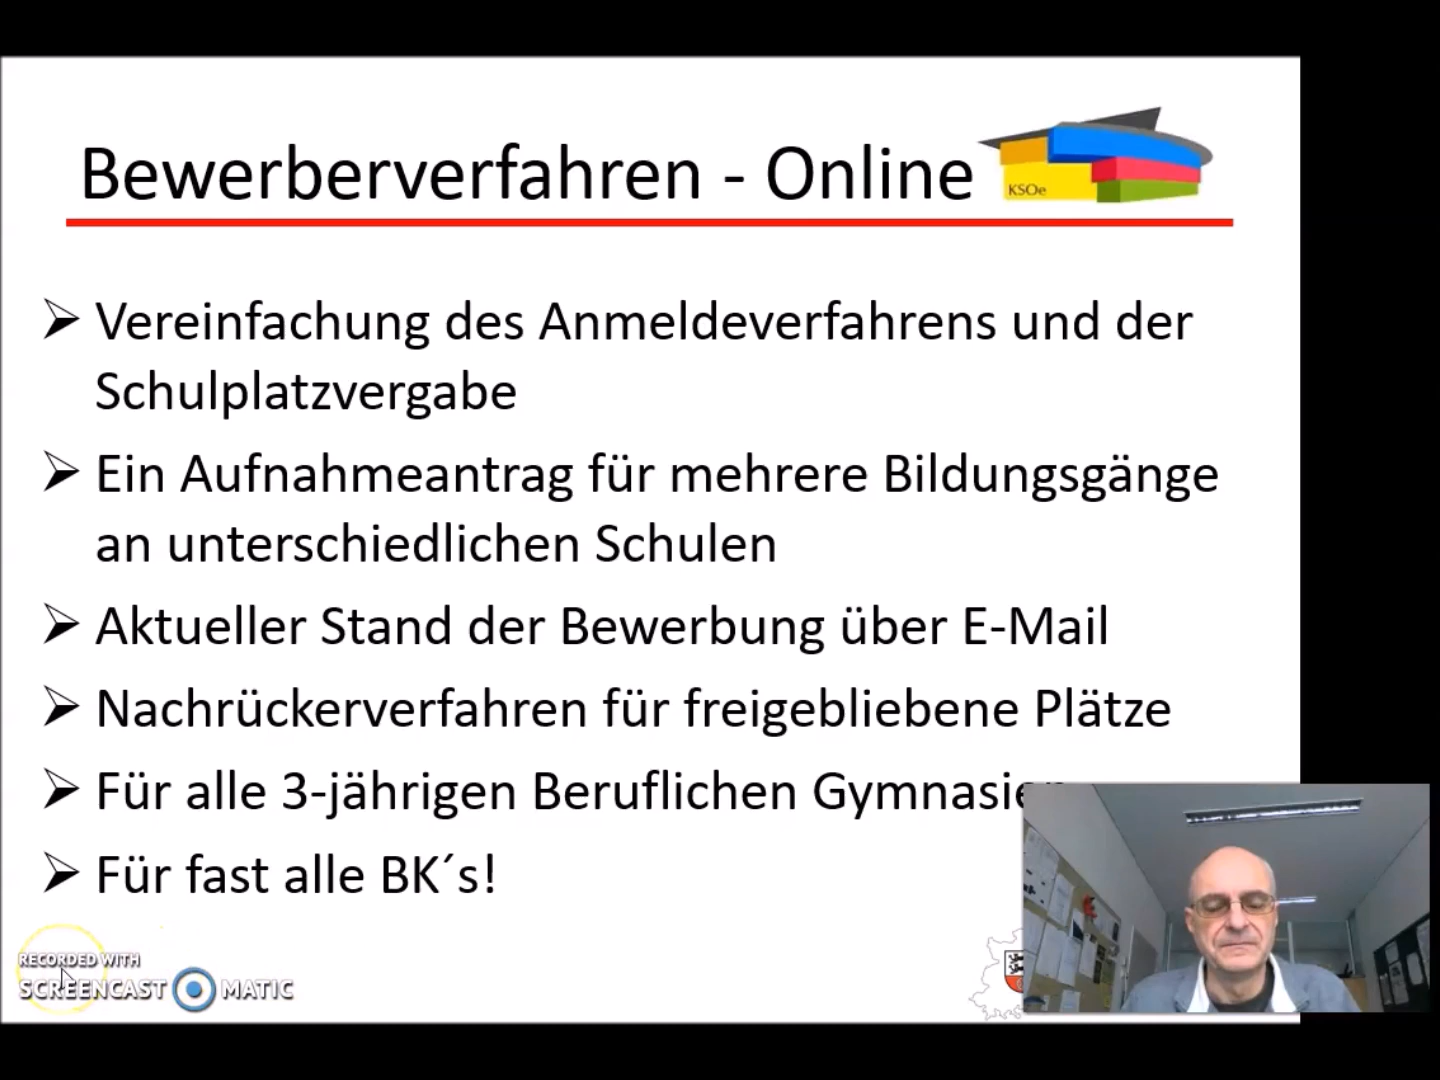 Bewerberverfahren - Online
KSOe
Vereinfachung des Anmeldeverfahrens und der
Schulplatzvergabe
Ein Aufnahmeantrag für mehrere Bildungsgänge
an unterschiedlichen Schulen
Aktueller Stand der Bewerbung über E-Mail
Nachrückerverfahren für freigebliebene Plätze
Für alle 3-jährigen Beruflichen Gymnasien
Für fast alle BK´s!
RECORDED WITH
SCREENCAST MATIC